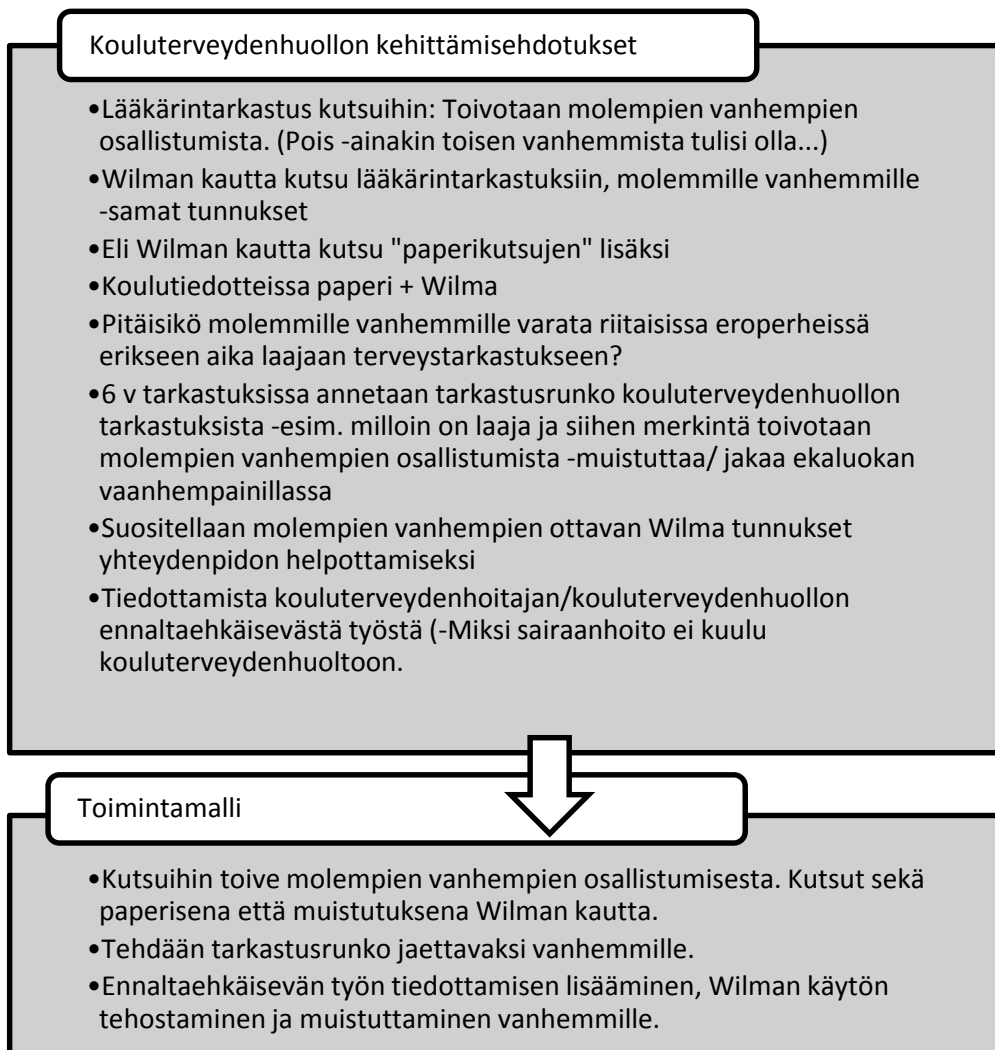 Kouluterveydenhuollon kehittämisehdotukset
•Lääkärintarkastus kutsuihin: Toivotaan molempien vanhempien
osallistumista. (Pois -ainakin toisen vanhemmista tulisi olla...)
•Wilman kautta kutsu lääkärintarkastuksiin, molemmille vanhemmille
-samat tunnukset
•Eli Wilman kautta kutsu "paperikutsujen" lisäksi
•Koulutiedotteissa paperi + Wilma
•Pitäisikö molemmille vanhemmille varata riitaisissa eroperheissä
erikseen aika laajaan terveystarkastukseen?
•6 v tarkastuksissa annetaan tarkastusrunko kouluterveydenhuollon
tarkastuksista -esim. milloin on laaja ja siihen merkintä toivotaan
molempien vanhempien osallistumista -muistuttaa/ jakaa ekaluokan
vaanhempainillassa
•Suositellaan molempien vanhempien ottavan Wilma tunnukset
yhteydenpidon helpottamiseksi
•Tiedottamista kouluterveydenhoitajan/kouluterveydenhuollon
ennaltaehkäisevästä työstä (-Miksi sairaanhoito ei kuulu
kouluterveydenhuoltoon.
Toimintamalli
•Kutsuihin toive molempien vanhempien osallistumisesta. Kutsut sekä
paperisena että muistutuksena Wilman kautta.
•Tehdään tarkastusrunko jaettavaksi vanhemmille.
•Ennaltaehkäisevän työn tiedottamisen lisääminen, Wilman käytön
tehostaminen ja muistuttaminen vanhemmille.